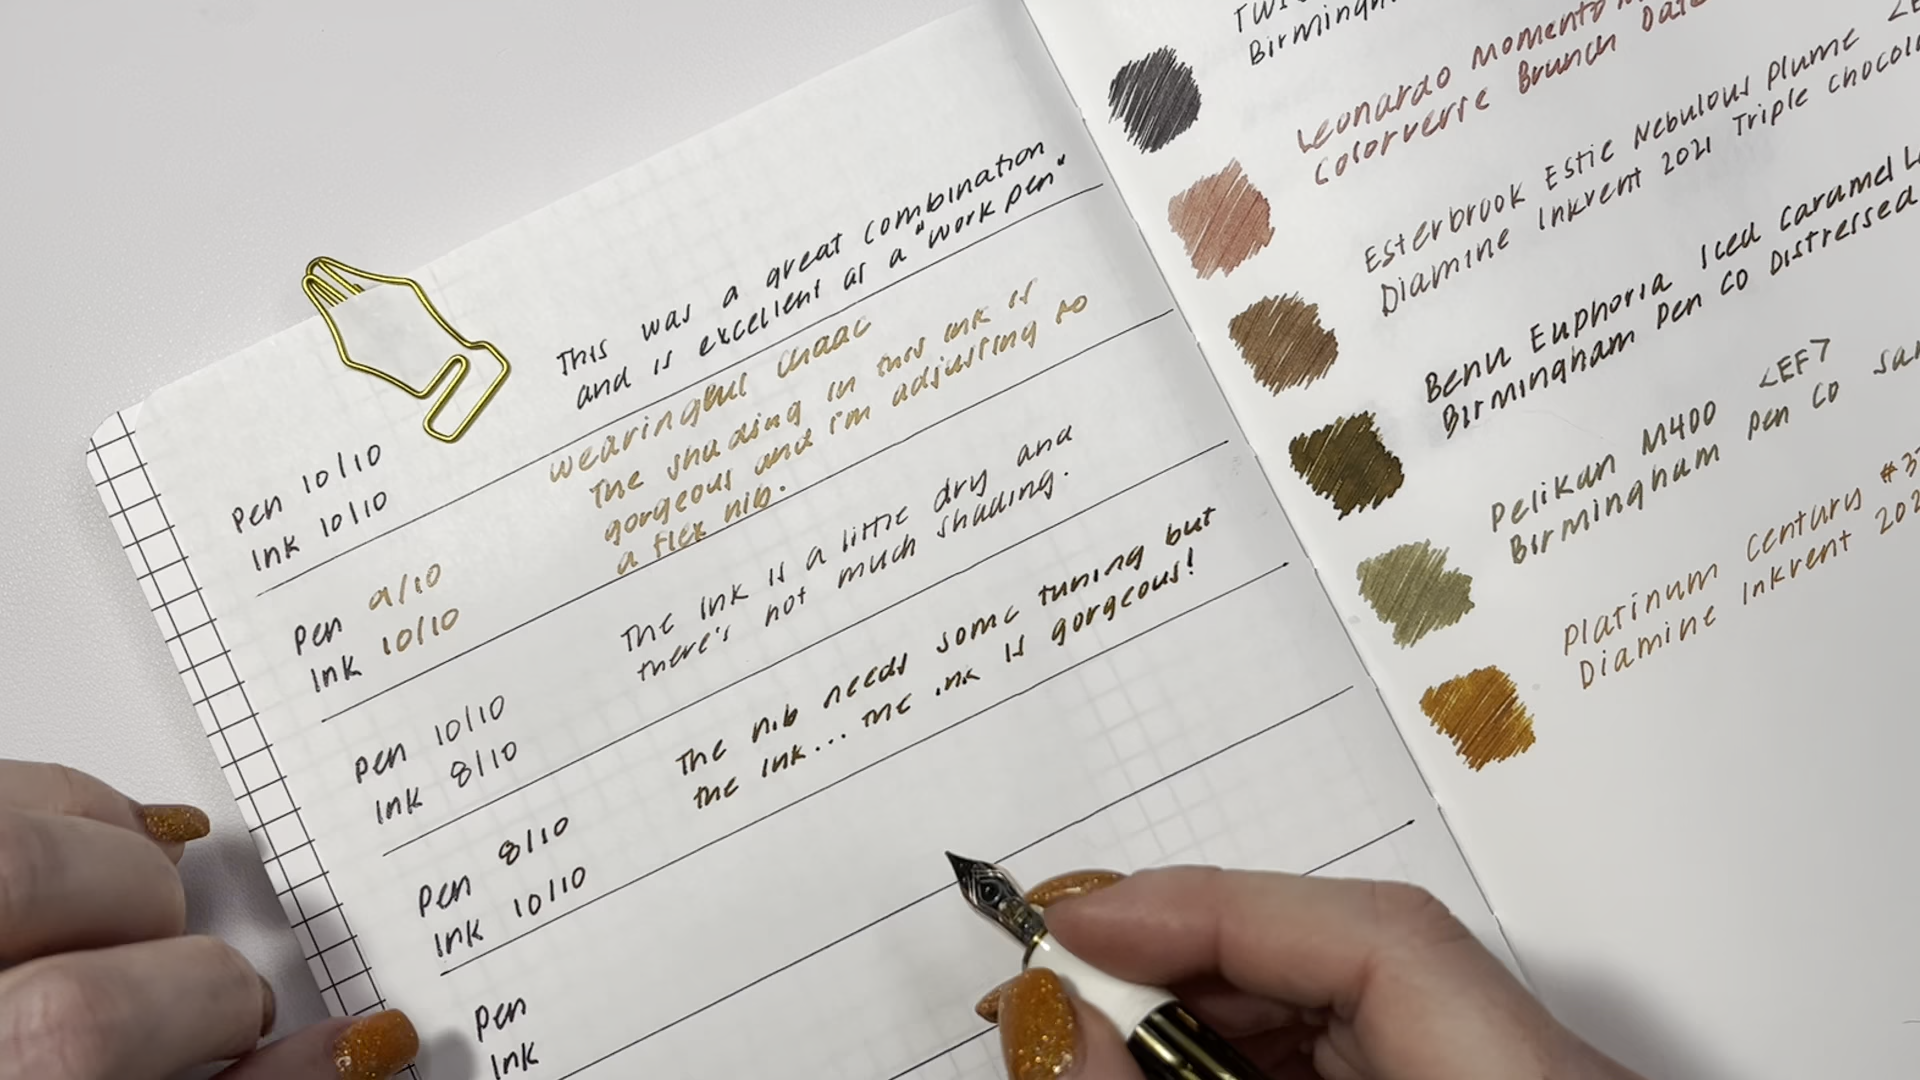 This was a great combination
and is excellent as a "work pen"
Pen 10/10
Ink 10/10
The shading in this ink is
gorgeous and i'm adjusting to
a flex nib.
Pen 9/10
Ink 10/10
The ink is a little dry and
there's not much shading.
Pen 10/10
Ink 8/10
The nib needs some tuning but
the ink... the ink is gorgeous!
Pen 8/10
Ink 10/10
Pen
Ink
Leonardo Momento
Colorverse Brunch Date
Esterbrook Estie Nebulous Plume
Diamine Inkvent 2021 Triple Chocol
Benu Euphoria Iced Caramel
Birmingham Pen Co Distressed
Pelikan M400
Birmingham Pen Co
Platinum Century
Diamine Inkvent